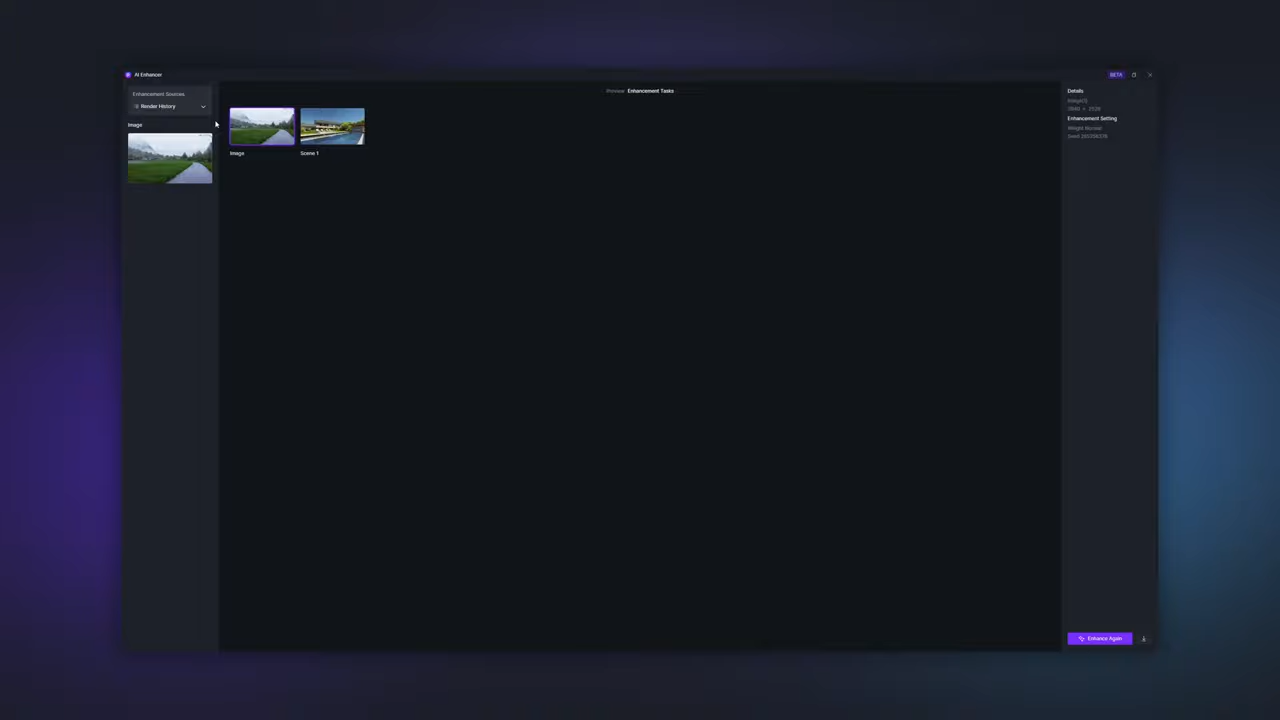 AI Enhancer
BETA
Enhancement Sources
Render History
Image
Preview Enhancement Tasks
Image
Scene 1
Details
Enhancement Setting
Enhance Again